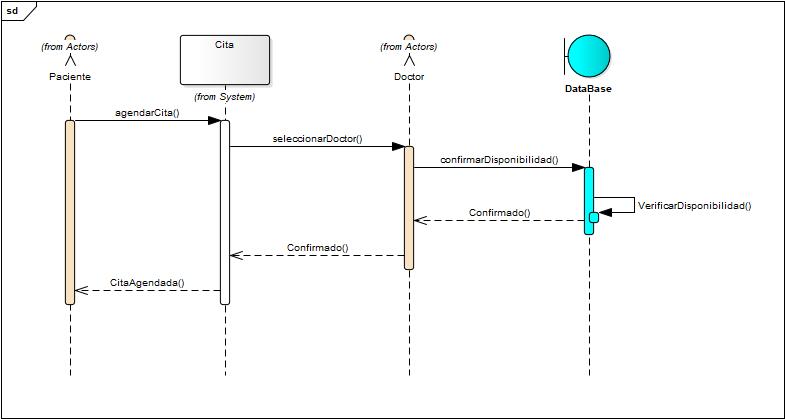 sd
(from Actors)
Paciente
Cita
(from System)
(from Actors)
Doctor
DataBase
agendarCita()
seleccionarDoctor()
confirmarDisponibilidad()
VerificarDisponibilidad()
Confirmado()
Confirmado()
CitaAgendada()